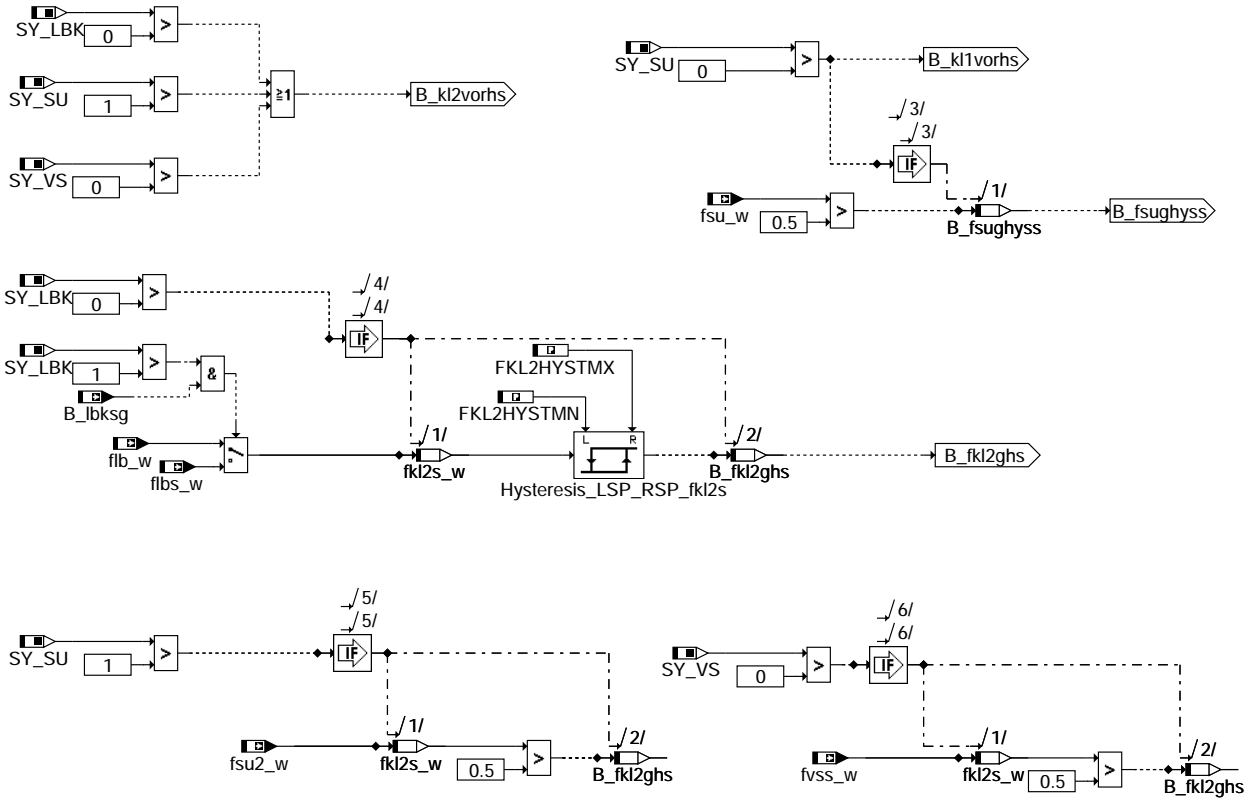 SY_LBK
>
0
SY_SU
>
1
≥1
B_kl2vorhs
SY_VS
>
0
SY_SU
>
0
B_kl1vorhs
/3/
/3/
IF
fsu_w
>
0.5
/1/
B_fsughyss
B_fsughyss
SY_LBK
>
0
/4/
/4/
IF
SY_LBK
>
1
&
B_lbksg
FKL2HYSTMX
FKL2HYSTMN
flb_w
flbs_w
/1/
fkl2s_w
L
R
Hysteresis_LSP_RSP_fkl2s
/2/
B_fkl2ghs
B_fkl2ghs
SY_SU
>
1
/5/
/5/
IF
fsu2_w
/1/
fkl2s_w
>
0.5
/2/
B_fkl2ghs
SY_VS
>
0
/6/
/6/
IF
fvss_w
/1/
fkl2s_w
>
0.5
/2/
B_fkl2ghs